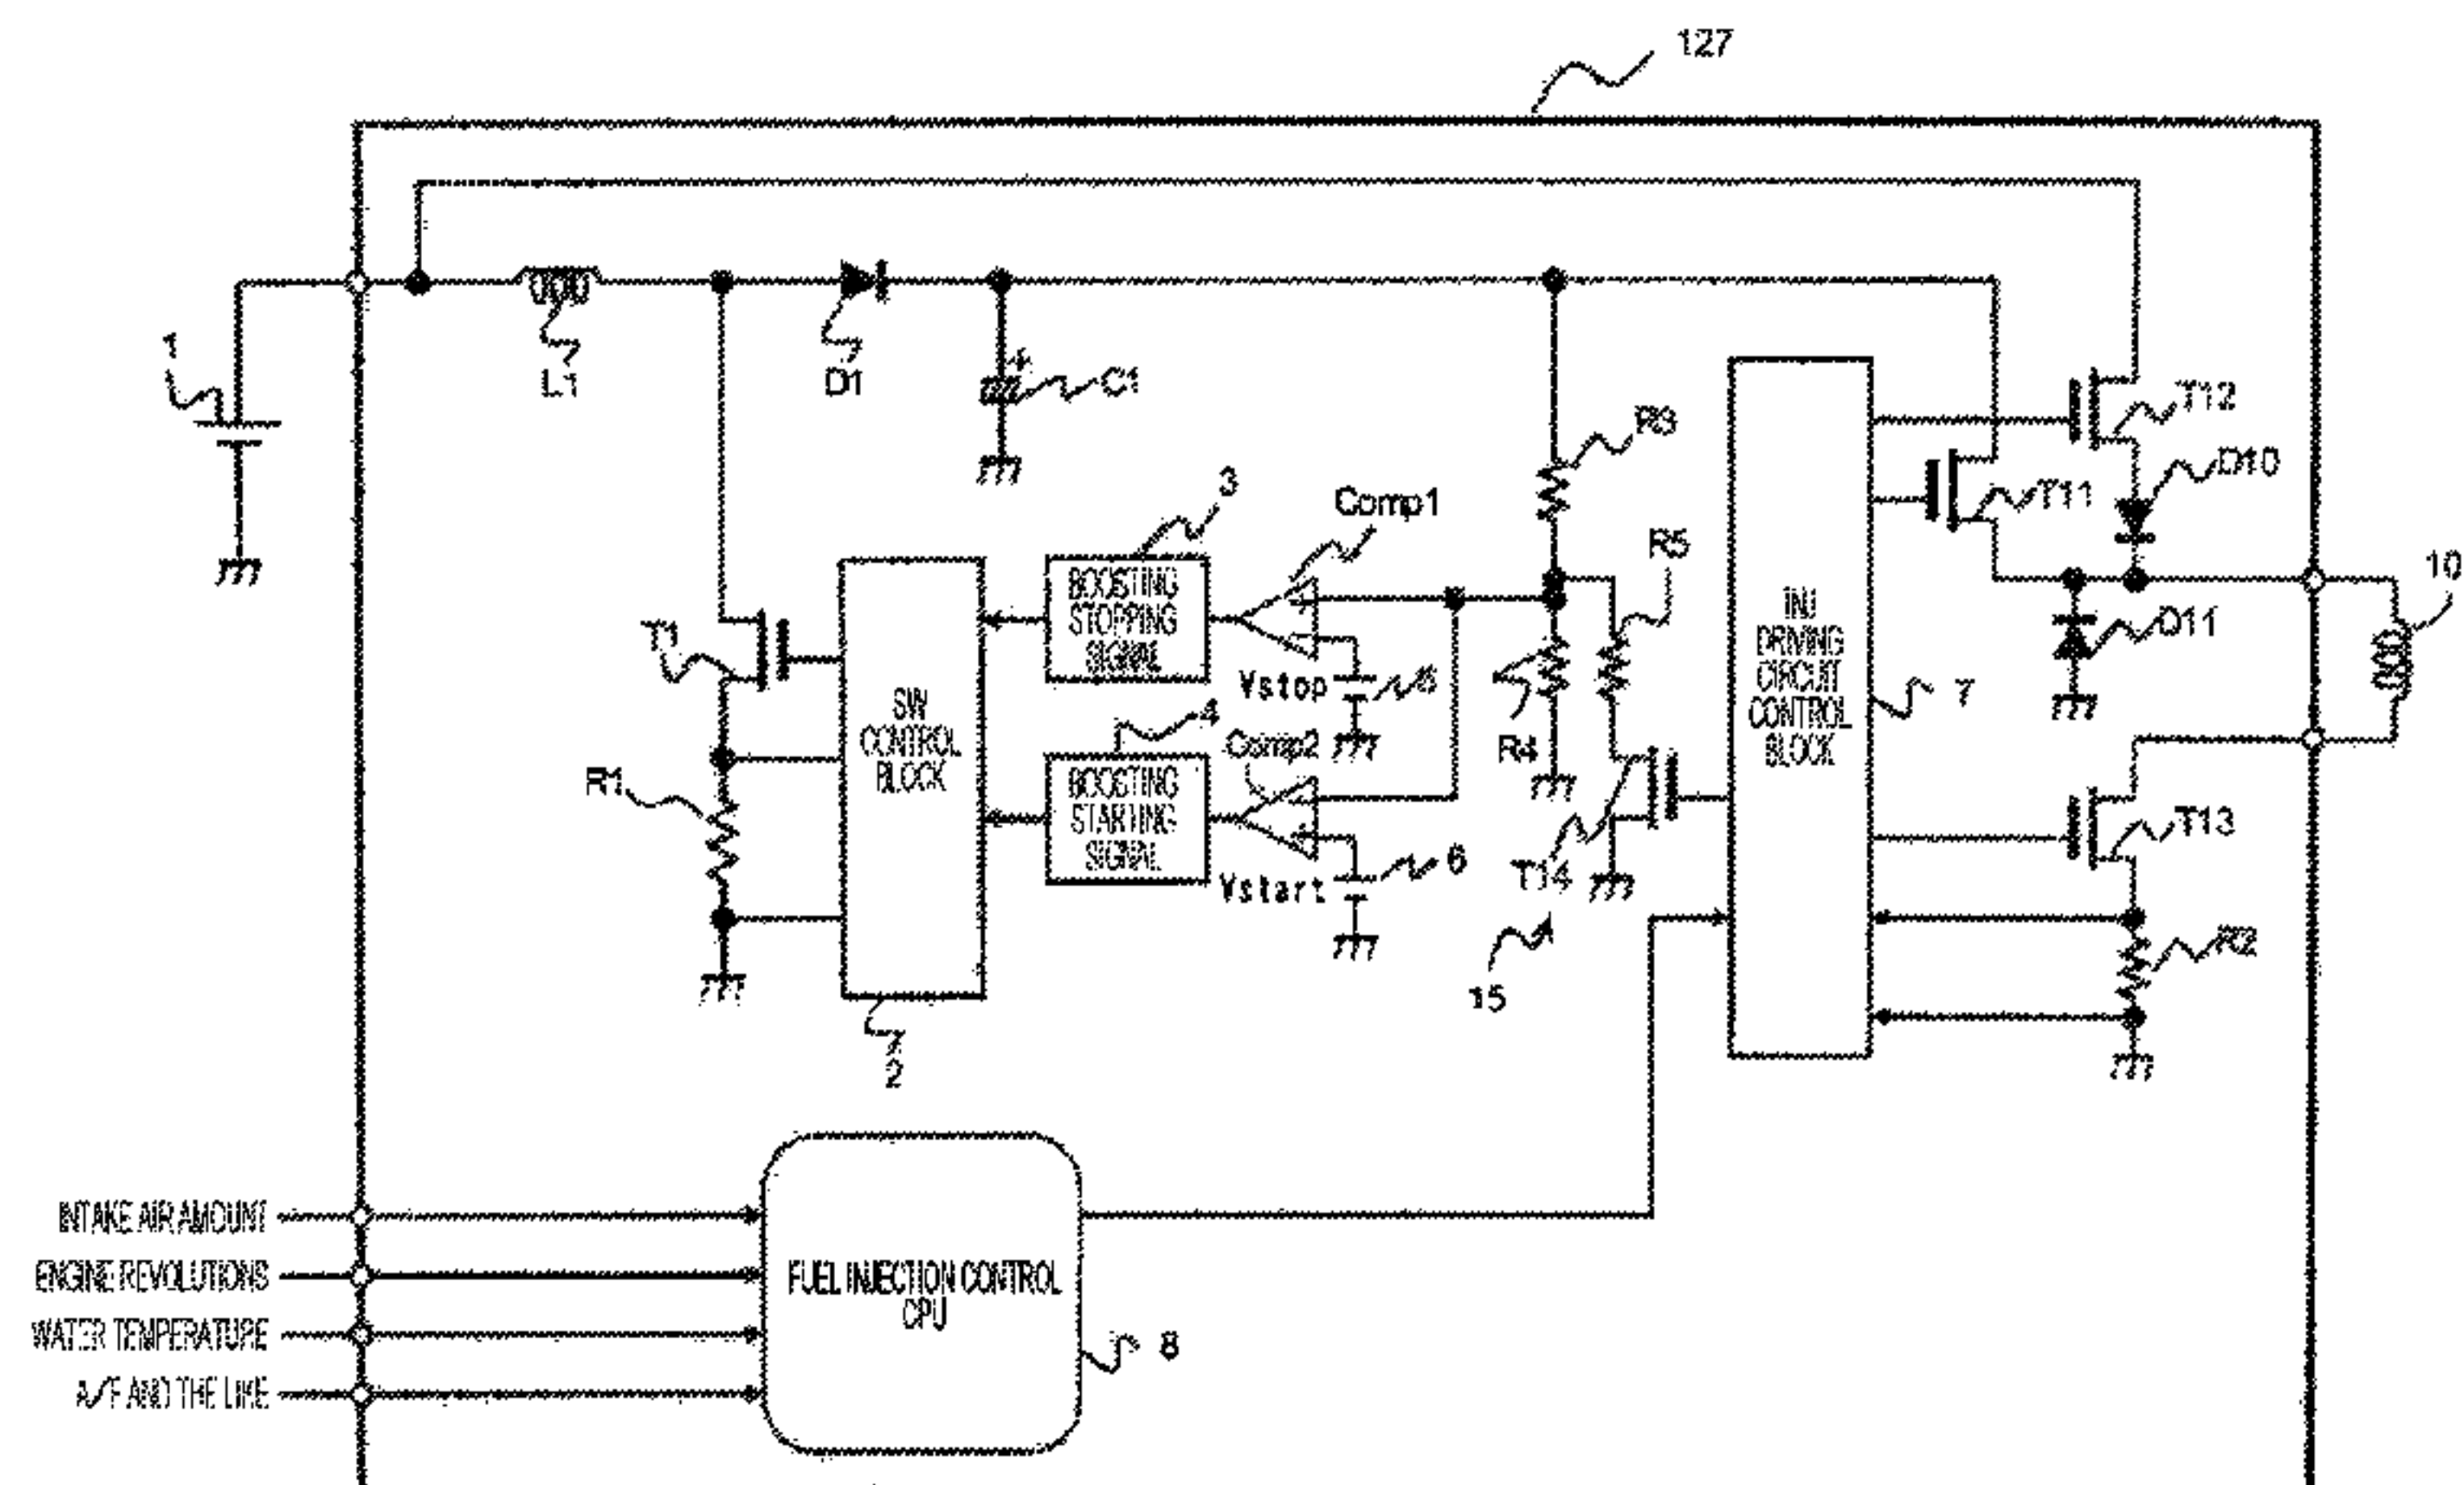 127
1
L1
D1
C1
R3
T12
D10
T11
3
Comp1
R5
10
BOOSTING
STOPPING
SIGNAL
INJ
DRIVING
CIRCUIT
CONTROL
BLOCK
D11
T1
SW
CONTROL
BLOCK
Vstop
7
4
Comp2
R4
R1
BOOSTING
STARTING
SIGNAL
Vstart
6
T14
T13
R2
15
2
INTAKE AIR AMOUNT
ENGINE REVOLUTIONS
WATER TEMPERATURE
A/F AND THE LIKE
FUEL INJECTION CONTROL
CPU
8